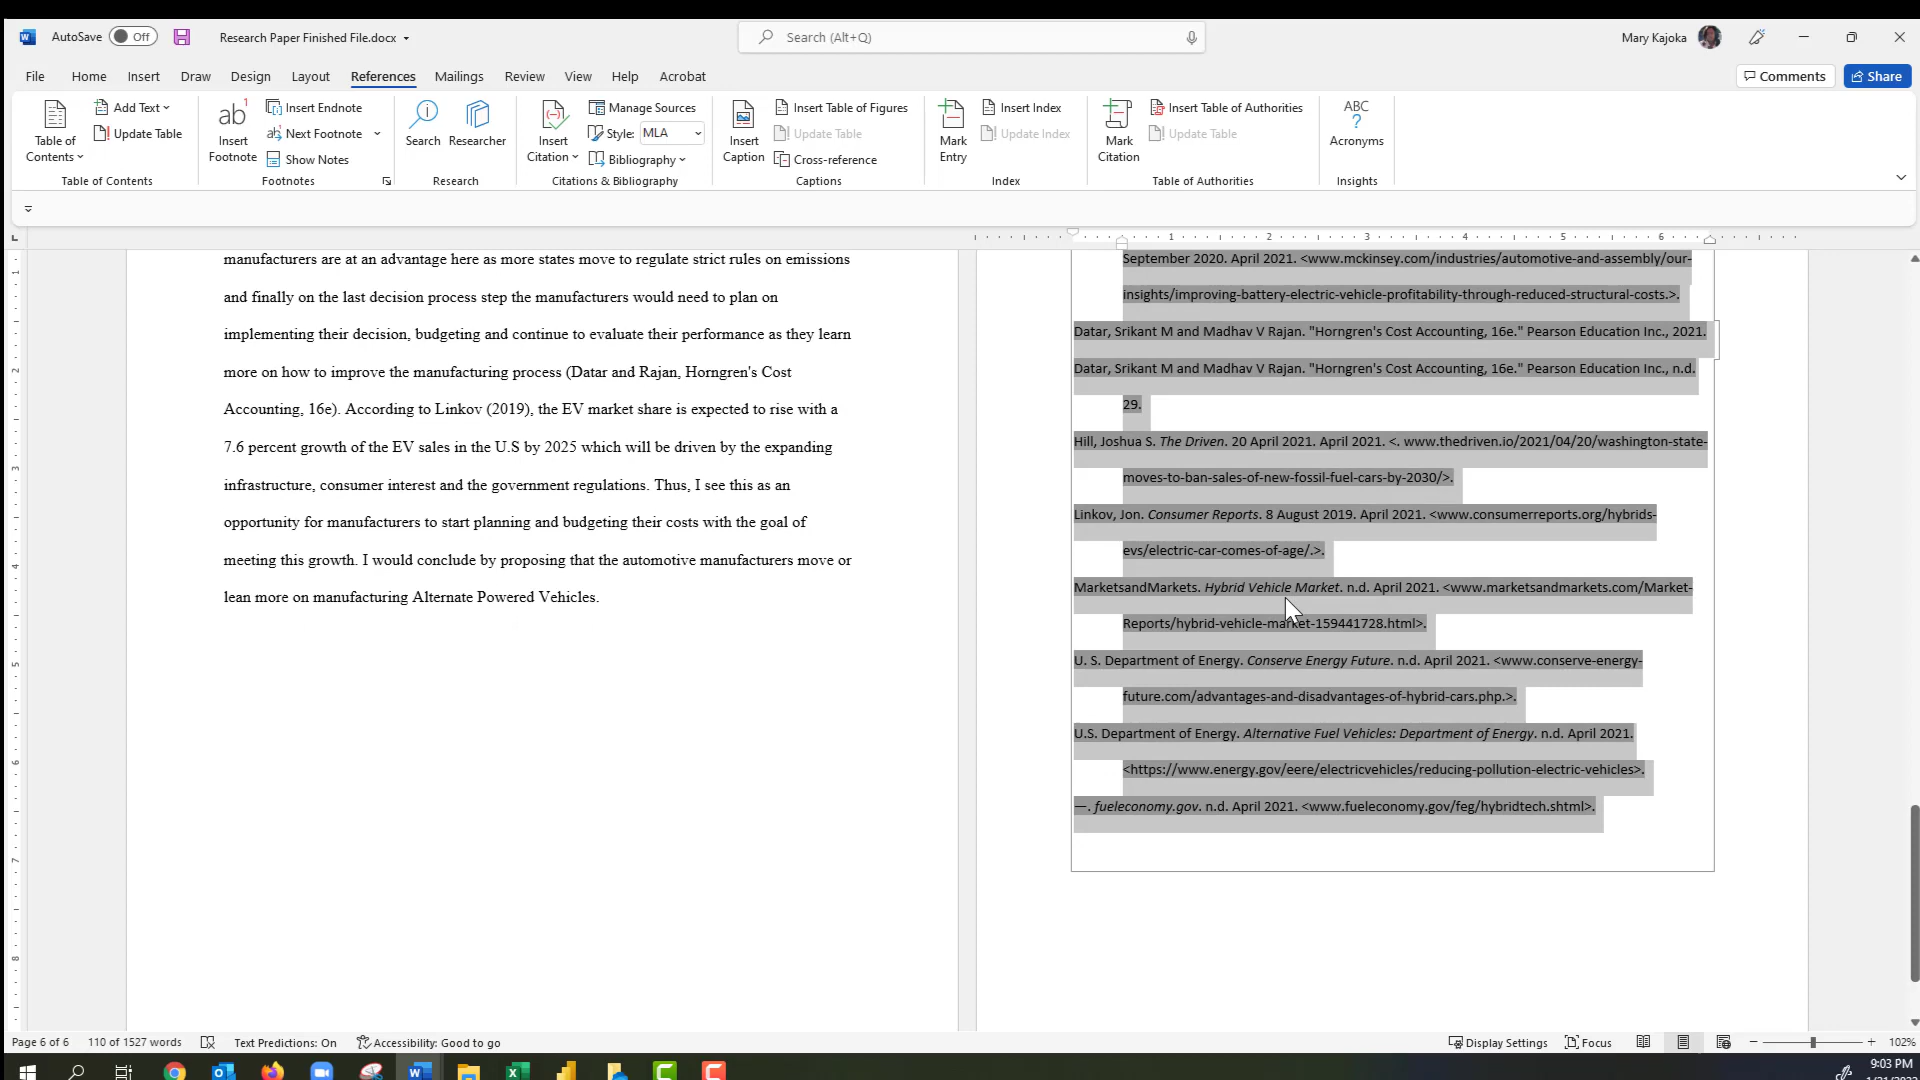 AutoSave Off Research Paper Finished File.docx Search (Alt+Q) Mary Kajoka
File Home Insert Draw Design Layout References Mailings Review View Help Acrobat Comments Share
Table of Contents
Add Text
Update Table
Table of Contents
ab Insert Footnote
Insert Endnote
Next Footnote
Show Notes
Footnotes
Search
Researcher
Research
Insert Citation
Manage Sources
Style: MLA
Bibliography
Citations & Bibliography
Insert Caption
Insert Table of Figures
Update Table
Cross-reference
Captions
Mark Entry
Insert Index
Update Index
Index
Mark Citation
Insert Table of Authorities
Update Table
Table of Authorities
ABC
?
Acronyms
Insights
1 2 3 4 5 6
manufacturers are at an advantage here as more states move to regulate strict rules on emissions
and finally on the last decision process step the manufacturers would need to plan on
implementing their decision, budgeting and continue to evaluate their performance as they learn
more on how to improve the manufacturing process (Datar and Rajan, Horngren's Cost
Accounting, 16e). According to Linkov (2019), the EV market share is expected to rise with a
7.6 percent growth of the EV sales in the U.S by 2025 which will be driven by the expanding
infrastructure, consumer interest and the government regulations. Thus, I see this as an
opportunity for manufacturers to start planning and budgeting their costs with the goal of
meeting this growth. I would conclude by proposing that the automotive manufacturers move or
lean more on manufacturing Alternate Powered Vehicles.
September 2020. April 2021. <www.mckinsey.com/industries/automotive-and-assembly/our-
insights/improving-battery-electric-vehicle-profitability-through-reduced-structural-costs.>.
Datar, Srikant M and Madhav V Rajan. "Horngren's Cost Accounting, 16e." Pearson Education Inc., 2021.
Datar, Srikant M and Madhav V Rajan. "Horngren's Cost Accounting, 16e." Pearson Education Inc., n.d.
29.
Hill, Joshua S. The Driven. 20 April 2021. April 2021. <. www.thedriven.io/2021/04/20/washington-state-
moves-to-ban-sales-of-new-fossil-fuel-cars-by-2030/>.
Linkov, Jon. Consumer Reports. 8 August 2019. April 2021. <www.consumerreports.org/hybrids-
evs/electric-car-comes-of-age/.>.
MarketsandMarkets. Hybrid Vehicle Market. n.d. April 2021. <www.marketsandmarkets.com/Market-
Reports/hybrid-vehicle-market-159441728.html>.
U. S. Department of Energy. Conserve Energy Future. n.d. April 2021. <www.conserve-energy-
future.com/advantages-and-disadvantages-of-hybrid-cars.php.>.
U.S. Department of Energy. Alternative Fuel Vehicles: Department of Energy. n.d. April 2021.
<https://www.energy.gov/eere/electricvehicles/reducing-pollution-electric-vehicles>.
—. fueleconomy.gov. n.d. April 2021. <www.fueleconomy.gov/feg/hybridtech.shtml>.
1
2
3
4
5
6
7
8
Page 6 of 6 110 of 1527 words Text Predictions: On Accessibility: Good to go Display Settings Focus 102%
9:03 PM